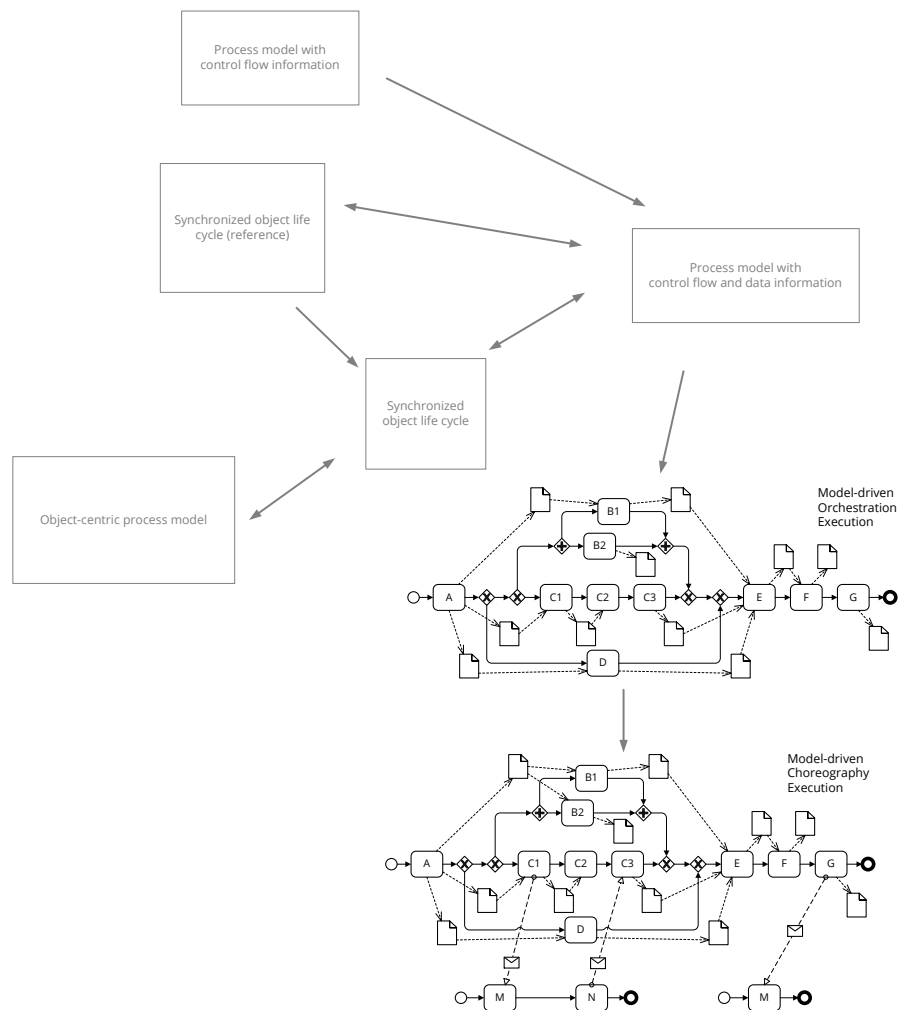 Process model with
control flow information
Synchronized object life
cycle (reference)
Process model with
control flow and data information
Synchronized
object life cycle
Object-centric process model
Model-driven
Orchestration
Execution
B1
B2
A
C1
C2
C3
E
F
G
D
Model-driven
Choreography
Execution
B1
B2
A
C1
C2
C3
E
F
G
D
M
N
M